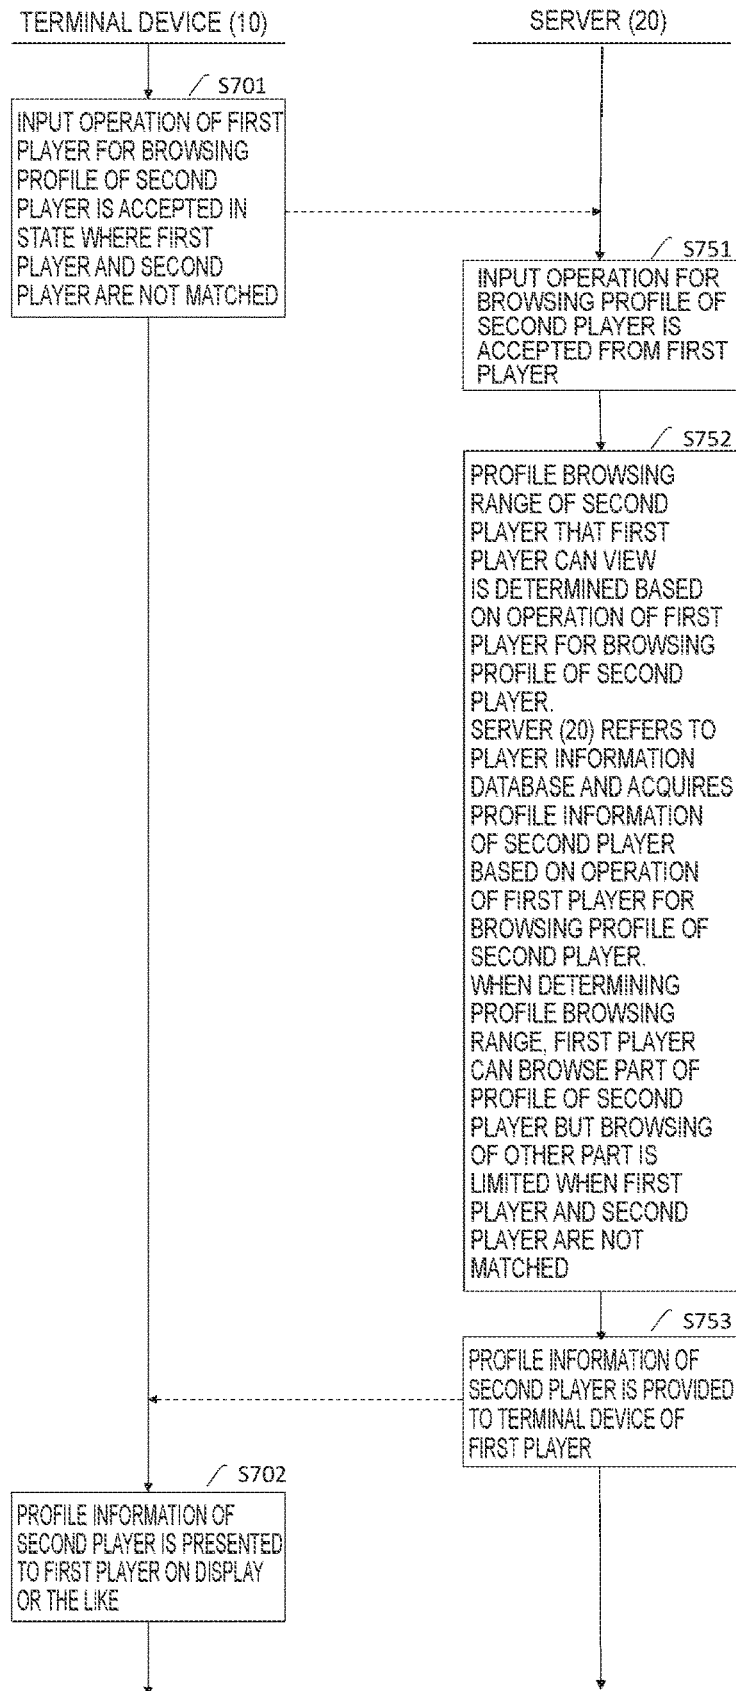 TERMINAL DEVICE (10)
SERVER (20)
S701
INPUT OPERATION OF FIRST
PLAYER FOR BROWSING
PROFILE OF SECOND
PLAYER IS ACCEPTED IN
STATE WHERE FIRST
PLAYER AND SECOND
PLAYER ARE NOT MATCHED
S751
INPUT OPERATION FOR
BROWSING PROFILE OF
SECOND PLAYER IS
ACCEPTED FROM FIRST
PLAYER
S752
PROFILE BROWSING
RANGE OF SECOND
PLAYER THAT FIRST
PLAYER CAN VIEW
IS DETERMINED BASED
ON OPERATION OF FIRST
PLAYER FOR BROWSING
PROFILE OF SECOND
PLAYER.
SERVER (20) REFERS TO
PLAYER INFORMATION
DATABASE AND ACQUIRES
PROFILE INFORMATION
OF SECOND PLAYER
BASED ON OPERATION
OF FIRST PLAYER FOR
BROWSING PROFILE OF
SECOND PLAYER.
WHEN DETERMINING
PROFILE BROWSING
RANGE, FIRST PLAYER
CAN BROWSE PART OF
PROFILE OF SECOND
PLAYER BUT BROWSING
OF OTHER PART IS
LIMITED WHEN FIRST
PLAYER AND SECOND
PLAYER ARE NOT
MATCHED
S753
PROFILE INFORMATION OF
SECOND PLAYER IS PROVIDED
TO TERMINAL DEVICE OF
FIRST PLAYER
S702
PROFILE INFORMATION OF
SECOND PLAYER IS PRESENTED
TO FIRST PLAYER ON DISPLAY
OR THE LIKE